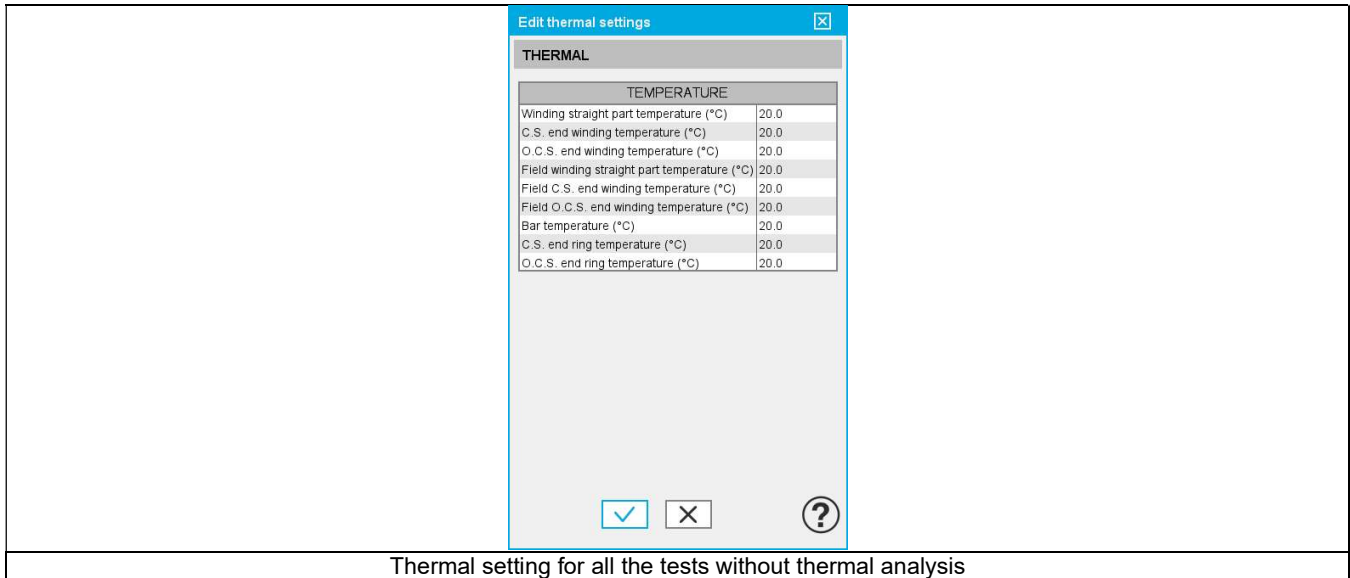 Edit thermal settings
THERMAL
TEMPERATURE
Winding straight part temperature (°C) 20.0
C.S. end winding temperature (°C) 20.0
O.C.S. end winding temperature (°C) 20.0
Field winding straight part temperature (°C) 20.0
Field C.S. end winding temperature (°C) 20.0
Field O.C.S. end winding temperature (°C) 20.0
Bar temperature (°C) 20.0
C.S. end ring temperature (°C) 20.0
O.C.S. end ring temperature (°C) 20.0
?
Thermal setting for all the tests without thermal analysis